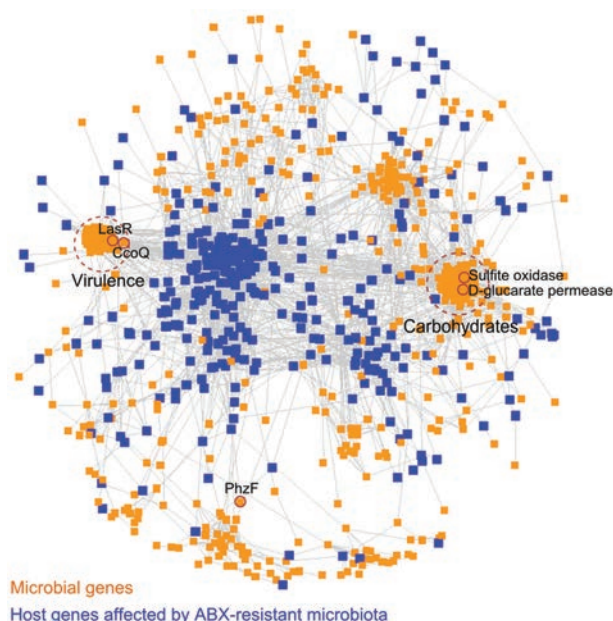 LasR
CcoQ
Virulence
Sulfite oxidase
D-glucarate permease
Carbohydrates
PhzF
Microbial genes
Host genes affected by ABX-resistant microbiota